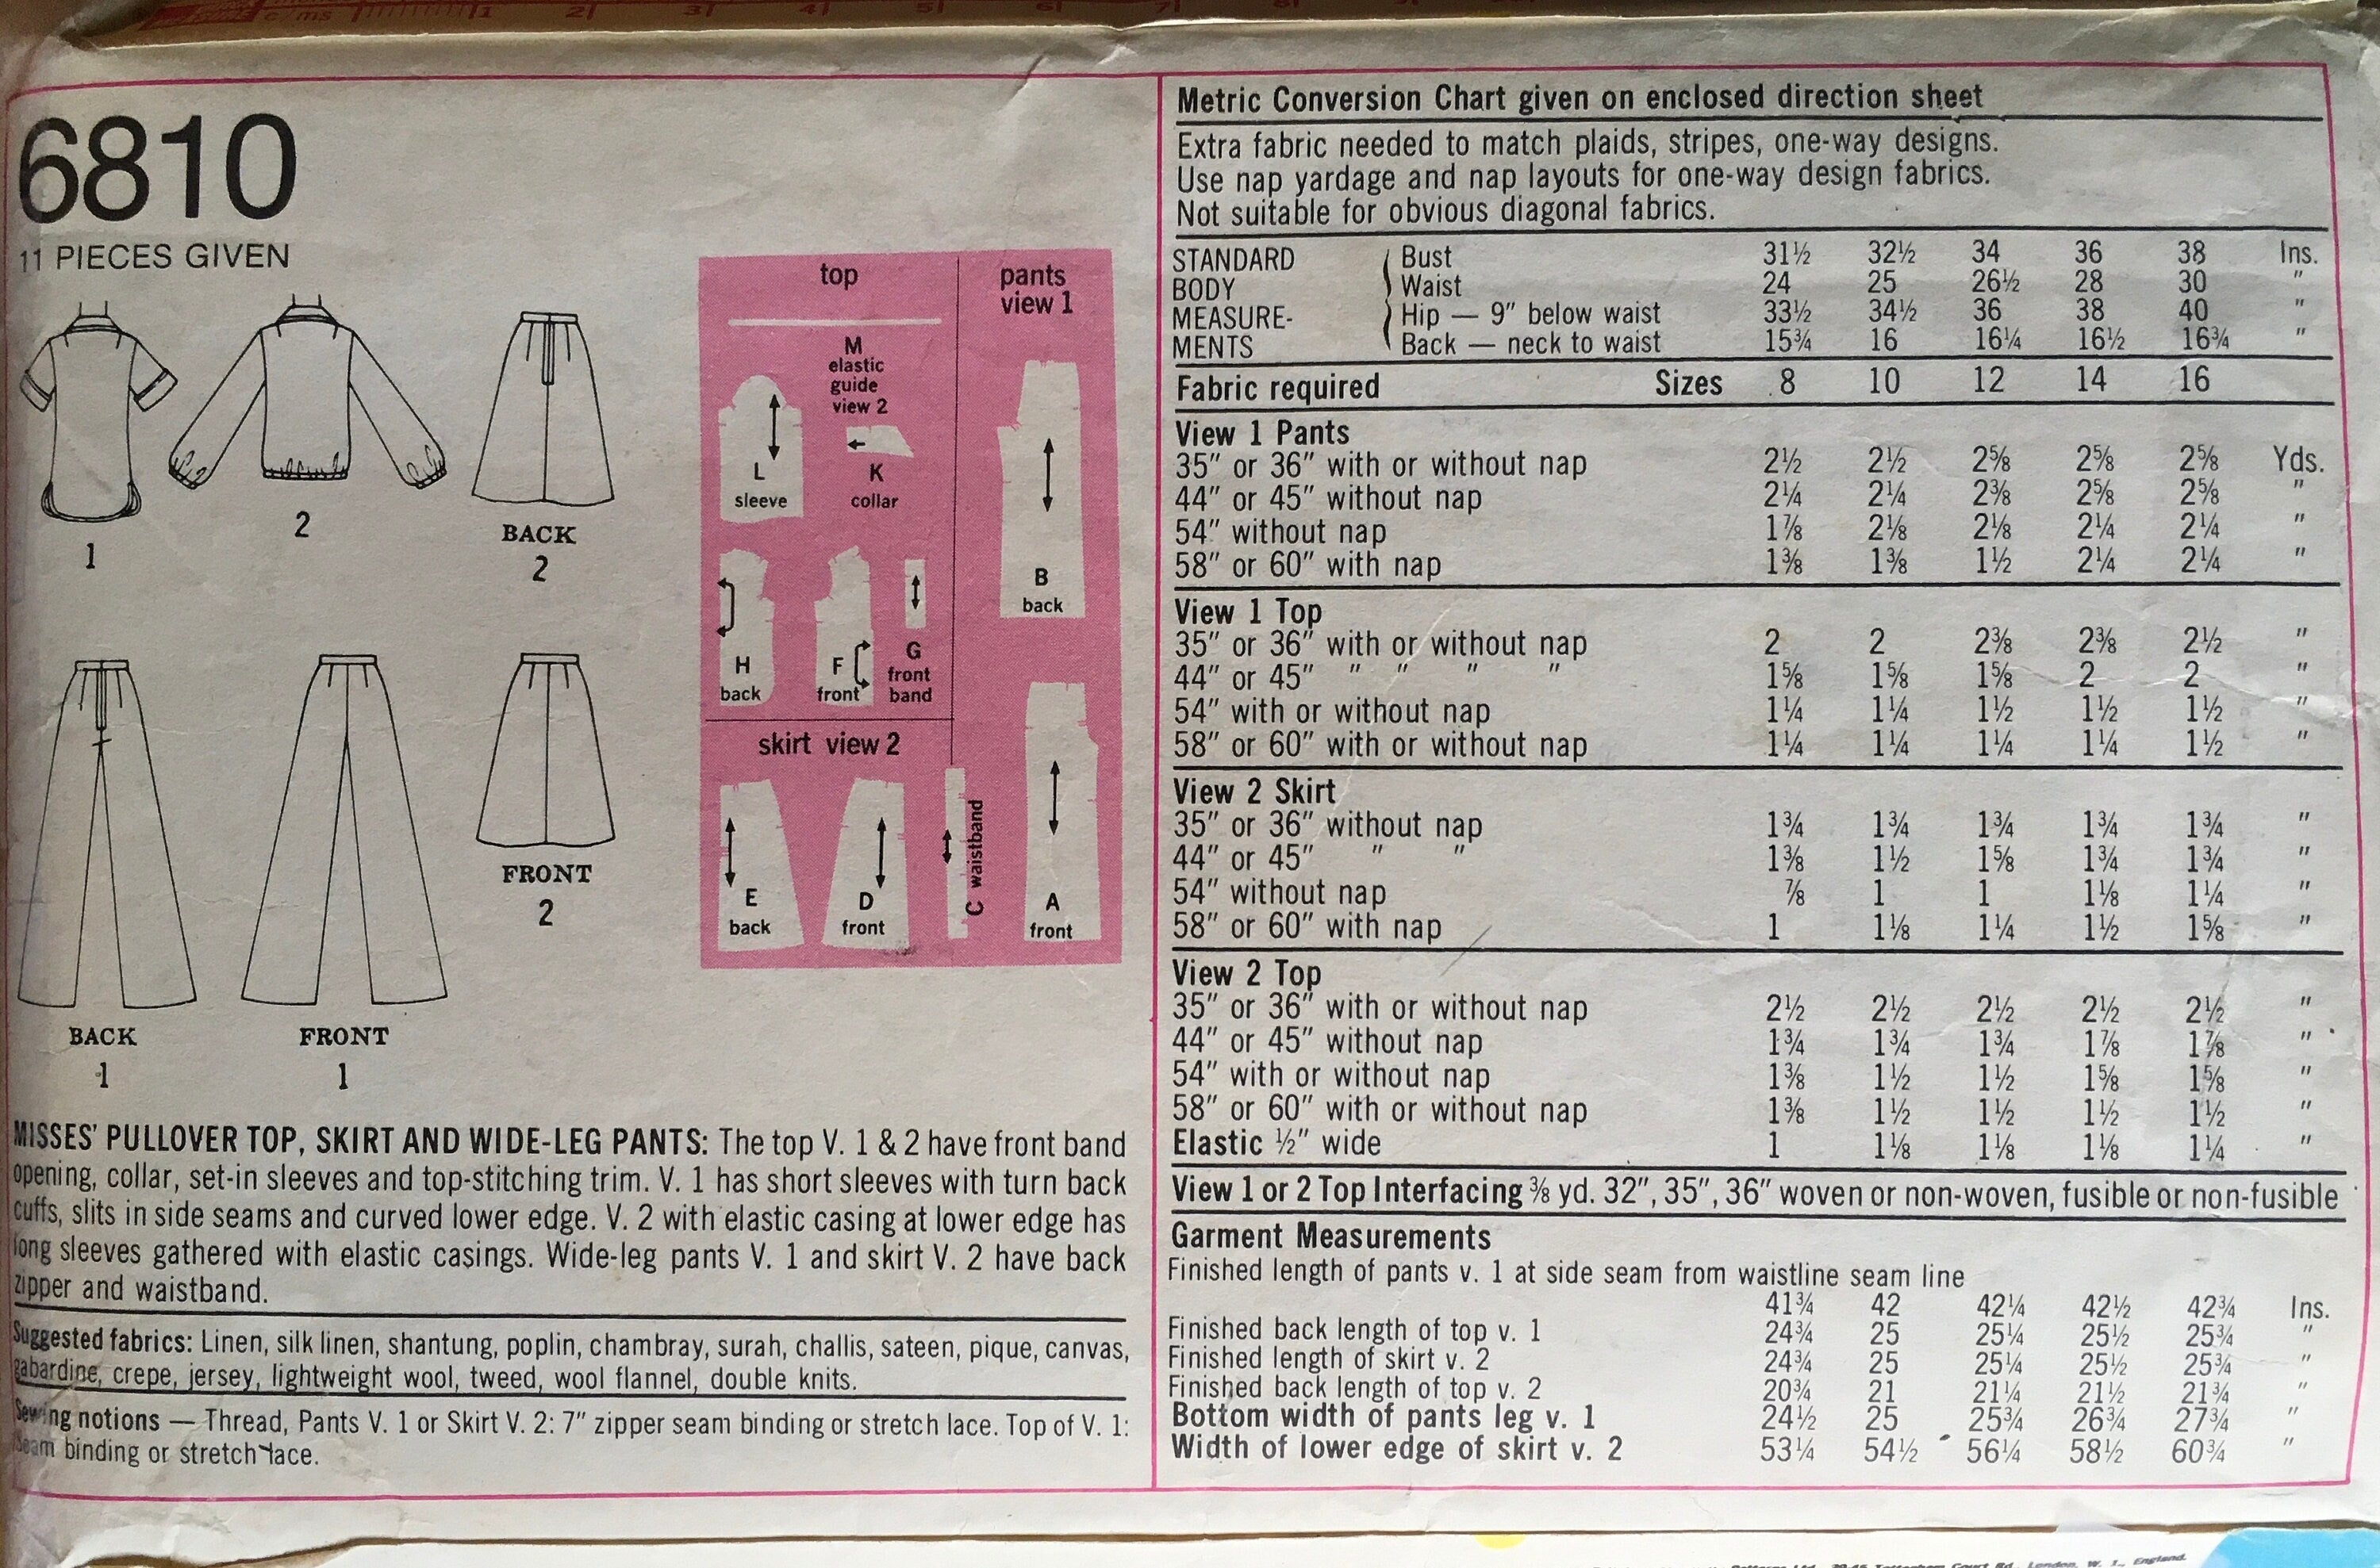 6810
11 PIECES GIVEN
1
2
BACK
2
BACK
1
FRONT
1
FRONT
2
top
M
elastic
guide
view 2
L
sleeve
K
collar
H
back
F
front
G
front
band
pants
view 1
B
back
A
front
skirt view 2
E
back
D
front
C waistband
MISSES' PULLOVER TOP, SKIRT AND WIDE-LEG PANTS: The top V. 1 & 2 have front band
opening, collar, set-in sleeves and top-stitching trim. V. 1 has short sleeves with turn back
cuffs, slits in side seams and curved lower edge. V. 2 with elastic casing at lower edge has
long sleeves gathered with elastic casings. Wide-leg pants V. 1 and skirt V. 2 have back
zipper and waistband.
Suggested fabrics: Linen, silk linen, shantung, poplin, chambray, surah, challis, sateen, pique, canvas,
gabardine, crepe, jersey, lightweight wool, tweed, wool flannel, double knits.
Sewing notions — Thread, Pants V. 1 or Skirt V. 2: 7" zipper seam binding or stretch lace. Top of V. 1:
Seam binding or stretch lace.
Metric Conversion Chart given on enclosed direction sheet
Extra fabric needed to match plaids, stripes, one-way designs.
Use nap yardage and nap layouts for one-way design fabrics.
Not suitable for obvious diagonal fabrics.
STANDARD Bust 31½ 32½ 34 36 38 Ins.
BODY Waist 24 25 26½ 28 30 "
MEASURE- Hip — 9" below waist 33½ 34½ 36 38 40 "
MENTS Back — neck to waist 15¾ 16 16¼ 16½ 16¾ "
Fabric required Sizes 8 10 12 14 16
View 1 Pants
35" or 36" with or without nap 2½ 2½ 2⅝ 2⅝ 2⅝ Yds.
44" or 45" without nap 2¼ 2¼ 2⅜ 2⅝ 2⅝ "
54" without nap 1⅞ 2⅛ 2⅛ 2¼ 2¼ "
58" or 60" with nap 1⅜ 1⅜ 1½ 2¼ 2¼ "
View 1 Top
35" or 36" with or without nap 2 2 2⅜ 2⅜ 2½ "
44" or 45" " " " " 1⅝ 1⅝ 1⅝ 2 2 "
54" with or without nap 1¼ 1¼ 1½ 1½ 1½ "
58" or 60" with or without nap 1¼ 1¼ 1¼ 1¼ 1½ "
View 2 Skirt
35" or 36" without nap 1¾ 1¾ 1¾ 1¾ 1¾ "
44" or 45" " " 1⅜ 1½ 1⅝ 1¾ 1¾ "
54" without nap ⅞ 1 1 1⅛ 1¼ "
58" or 60" with nap 1 1⅛ 1¼ 1½ 1⅝ "
View 2 Top
35" or 36" with or without nap 2½ 2½ 2½ 2½ 2½ "
44" or 45" without nap 1¾ 1¾ 1¾ 1⅞ 1⅞ "
54" with or without nap 1⅜ 1½ 1½ 1⅝ 1⅝ "
58" or 60" with or without nap 1⅜ 1½ 1½ 1½ 1½ "
Elastic ½" wide 1 1⅛ 1⅛ 1⅛ 1¼ "
View 1 or 2 Top Interfacing ⅜ yd. 32", 35", 36" woven or non-woven, fusible or non-fusible
Garment Measurements
Finished length of pants v. 1 at side seam from waistline seam line
41¾ 42 42¼ 42½ 42¾ Ins.
Finished back length of top v. 1 24¾ 25 25¼ 25½ 25¾ "
Finished length of skirt v. 2 24¾ 25 25¼ 25½ 25¾ "
Finished back length of top v. 2 20¾ 21 21¼ 21½ 21¾ "
Bottom width of pants leg v. 1 24½ 25 25¾ 26¾ 27¾ "
Width of lower edge of skirt v. 2 53¼ 54½ 56¼ 58½ 60¾ "
Tottenham Court Rd., London, W. 1., England.